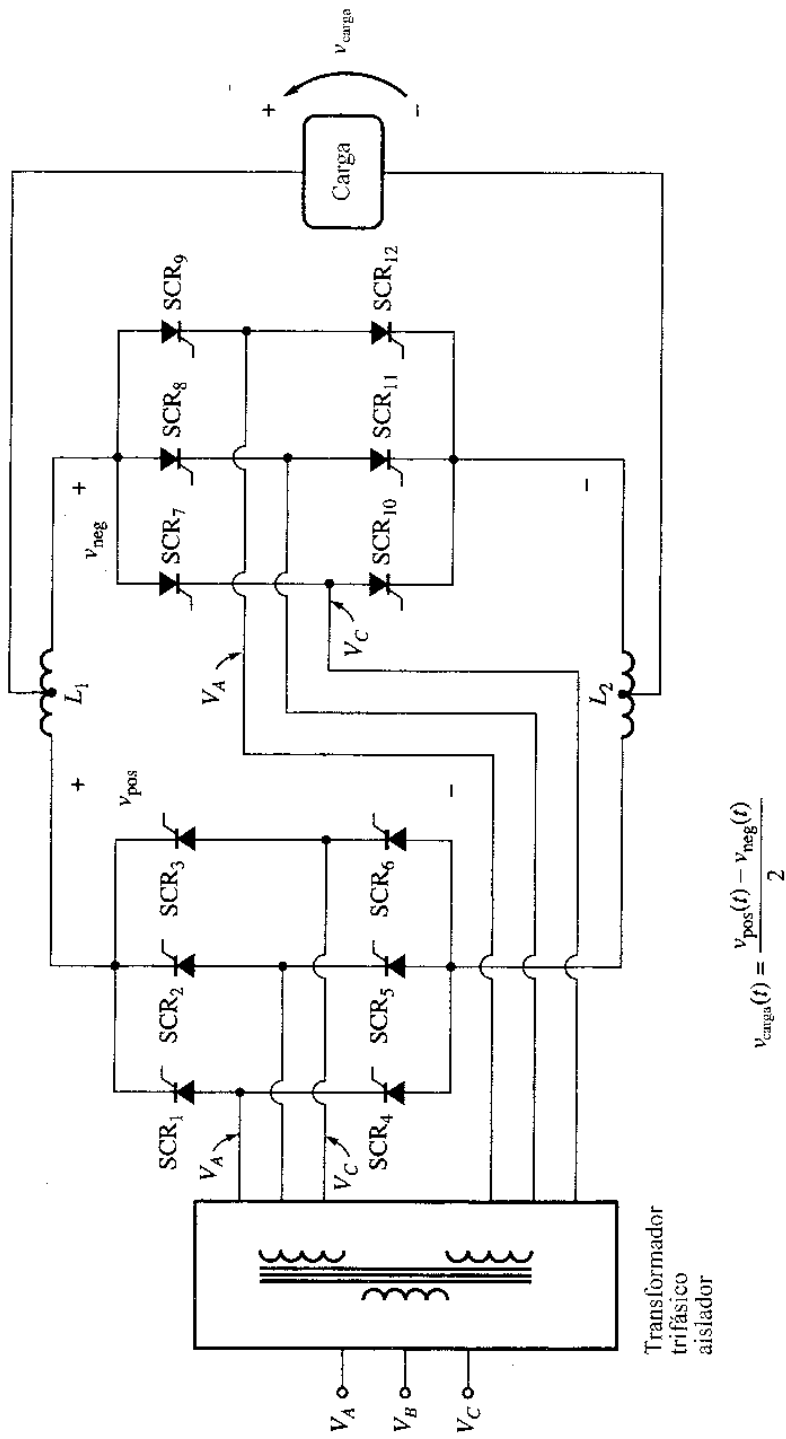 V_A
V_B
V_C
Transformador
trifásico
aislador
V_A
V_C
SCR₁
SCR₂
SCR₃
SCR₄
SCR₅
SCR₆
+
v_pos
−
L₁
L₂
V_A
V_C
+
v_neg
−
SCR₇
SCR₈
SCR₉
SCR₁₀
SCR₁₁
SCR₁₂
Carga
+
v_carga
−
v_carga(t) = (v_pos(t) − v_neg(t)) / 2